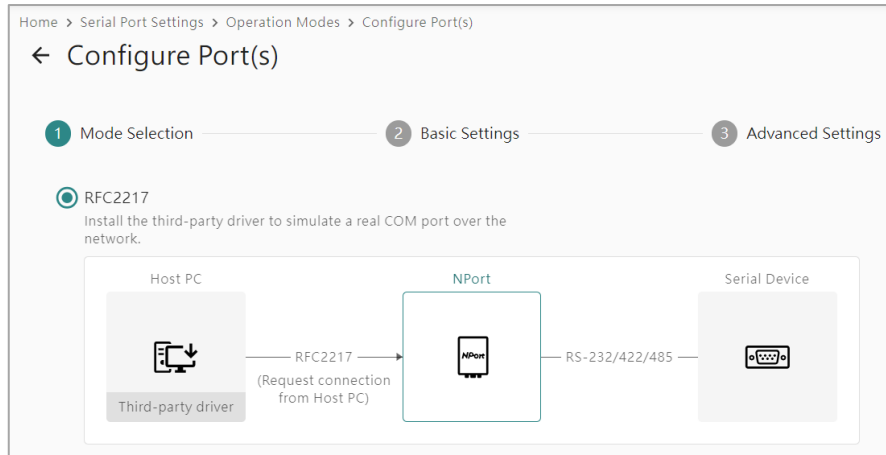 Home > Serial Port Settings > Operation Modes > Configure Port(s)
← Configure Port(s)
1 Mode Selection 2 Basic Settings 3 Advanced Settings
RFC2217
Install the third-party driver to simulate a real COM port over the
network.
Host PC NPort Serial Device
RFC2217 NPort RS-232/422/485
(Request connection
from Host PC)
Third-party driver